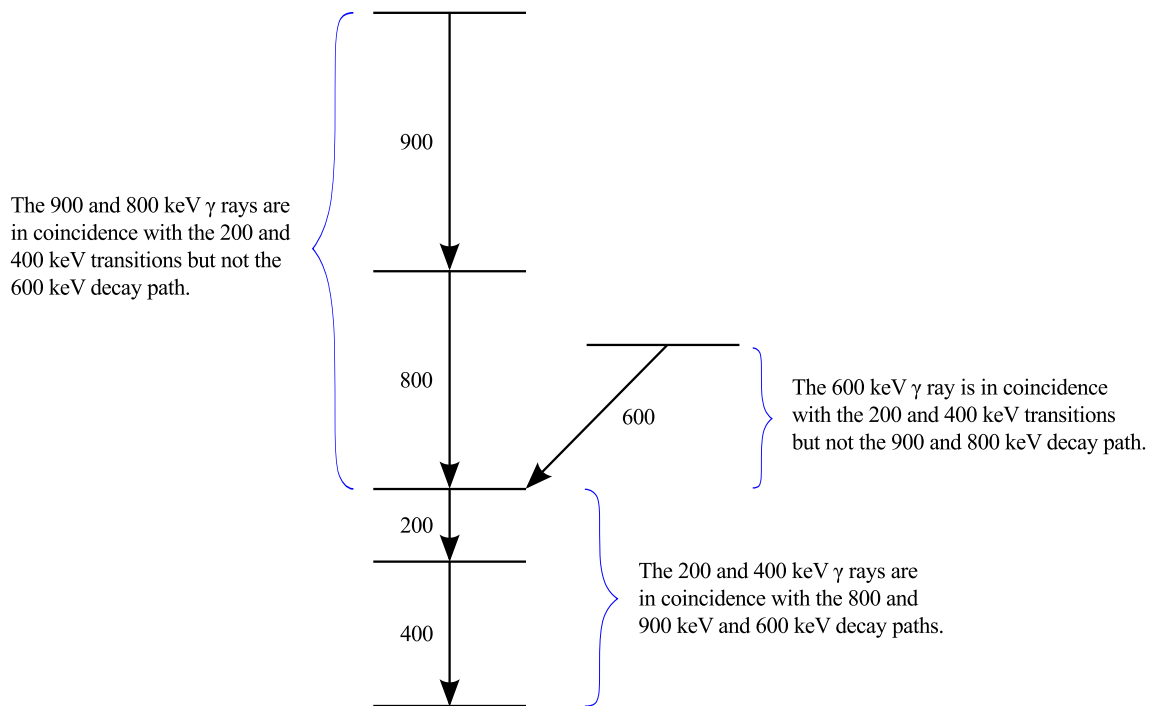 900
The 900 and 800 keV γ rays are
in coincidence with the 200 and
400 keV transitions but not the
600 keV decay path.
800
600
The 600 keV γ ray is in coincidence
with the 200 and 400 keV transitions
but not the 900 and 800 keV decay path.
200
The 200 and 400 keV γ rays are
in coincidence with the 800 and
900 keV and 600 keV decay paths.
400